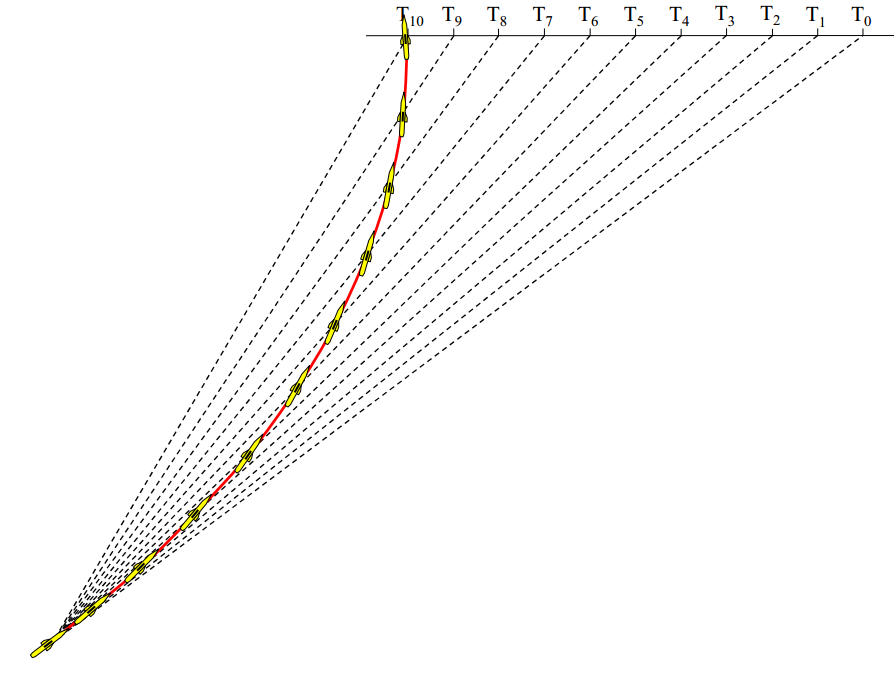 T₁₀ T₉ T₈ T₇ T₆ T₅ T₄ T₃ T₂ T₁ T₀